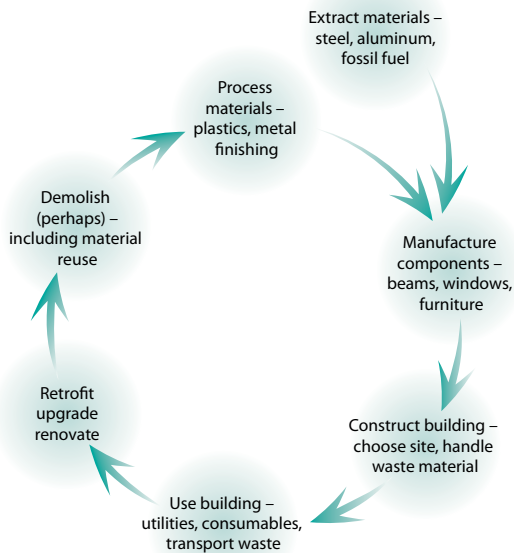 Extract materials –
steel, aluminum,
fossil fuel
Process
materials –
plastics, metal
finishing
Manufacture
components –
beams, windows,
furniture
Construct building –
choose site, handle
waste material
Use building –
utilities, consumables,
transport waste
Retrofit
upgrade
renovate
Demolish
(perhaps) –
including material
reuse